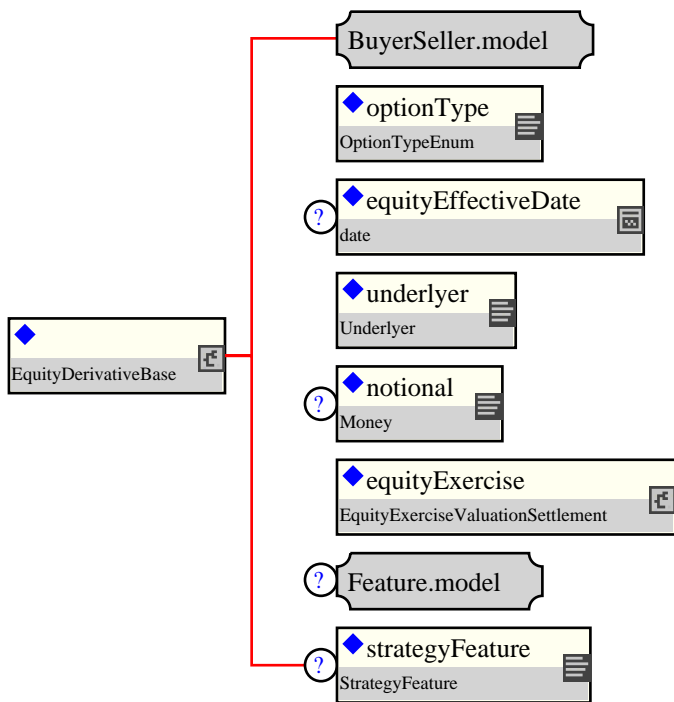 BuyerSeller.model
optionType
OptionTypeEnum
?
equityEffectiveDate
date
underlyer
Underlyer
EquityDerivativeBase
?
notional
Money
equityExercise
EquityExerciseValuationSettlement
?
Feature.model
?
strategyFeature
StrategyFeature